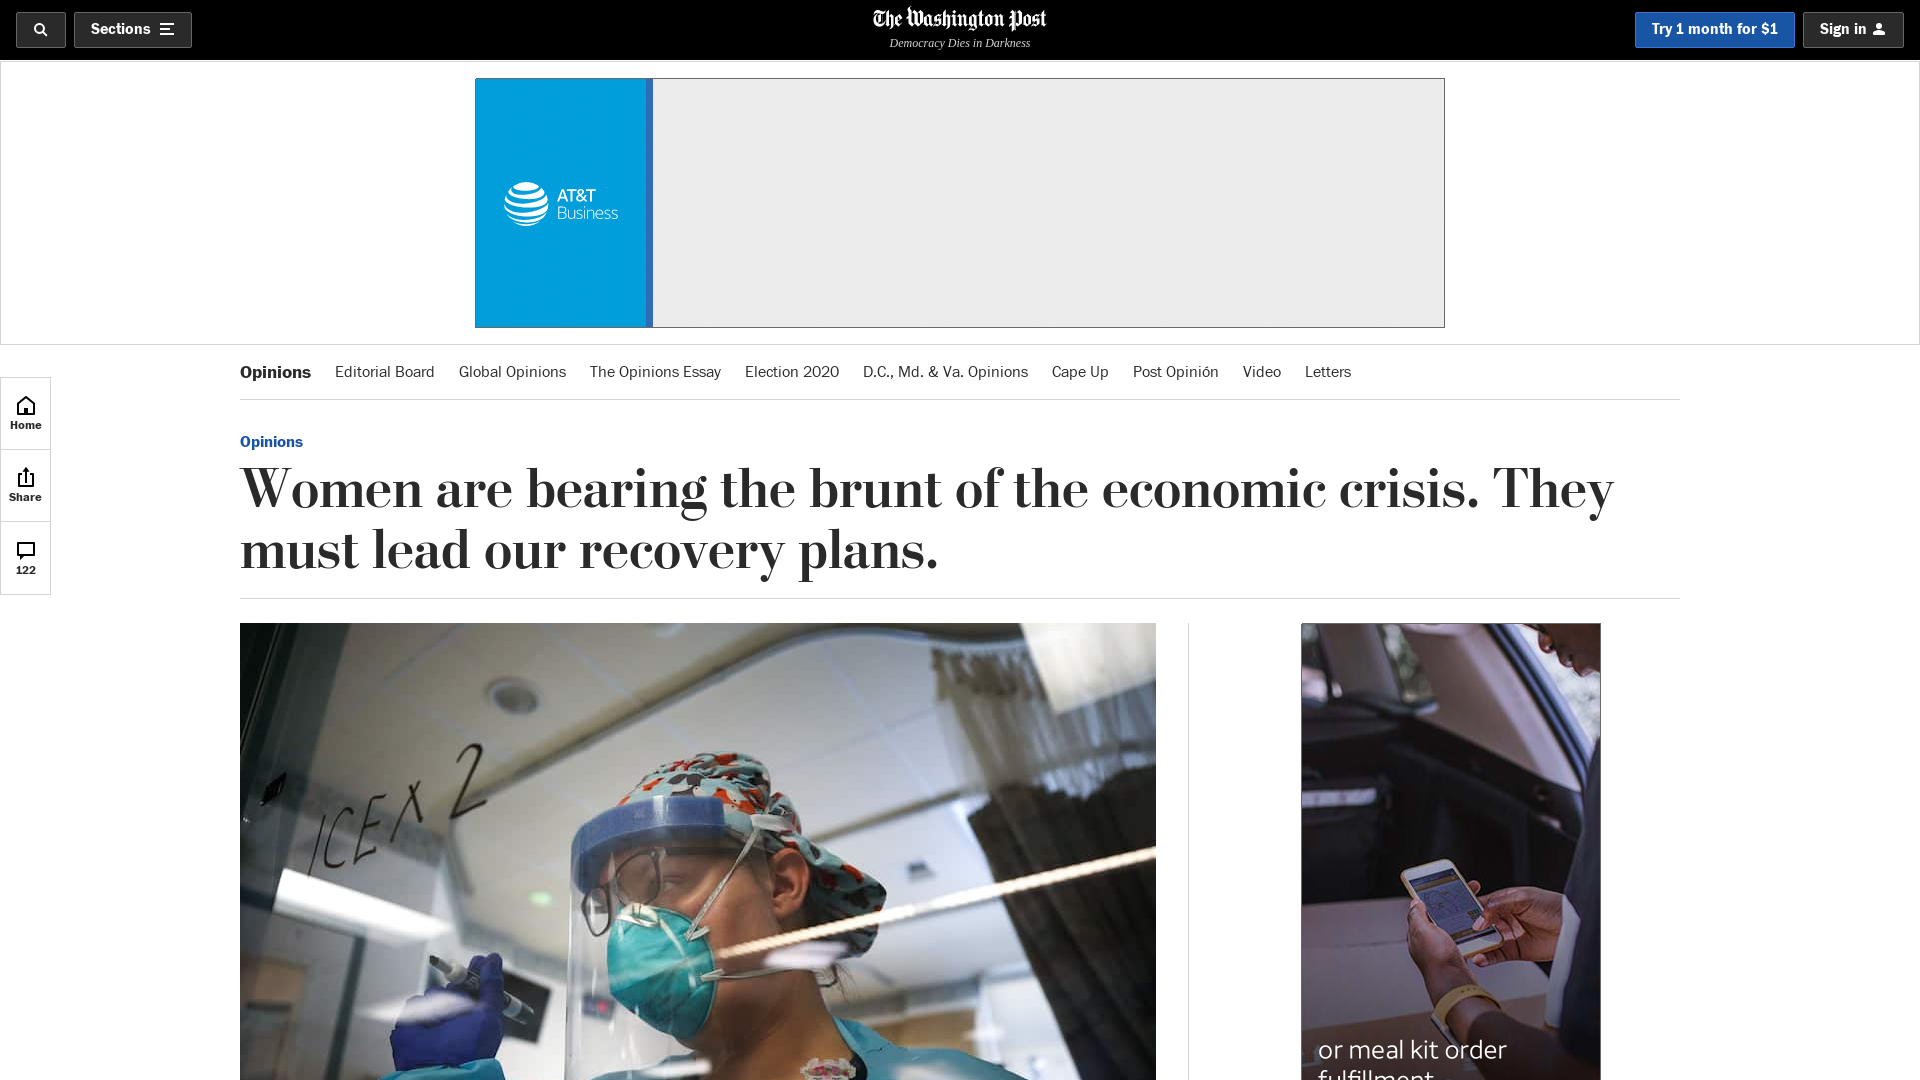 Sections
The Washington Post
Democracy Dies in Darkness
Try 1 month for $1
Sign in
AT&T
Business
Opinions
Editorial Board
Global Opinions
The Opinions Essay
Election 2020
D.C., Md. & Va. Opinions
Cape Up
Post Opinión
Video
Letters
Home
Share
122
Opinions
Women are bearing the brunt of the economic crisis. They
must lead our recovery plans.
ICE X 2
or meal kit order
fulfillment